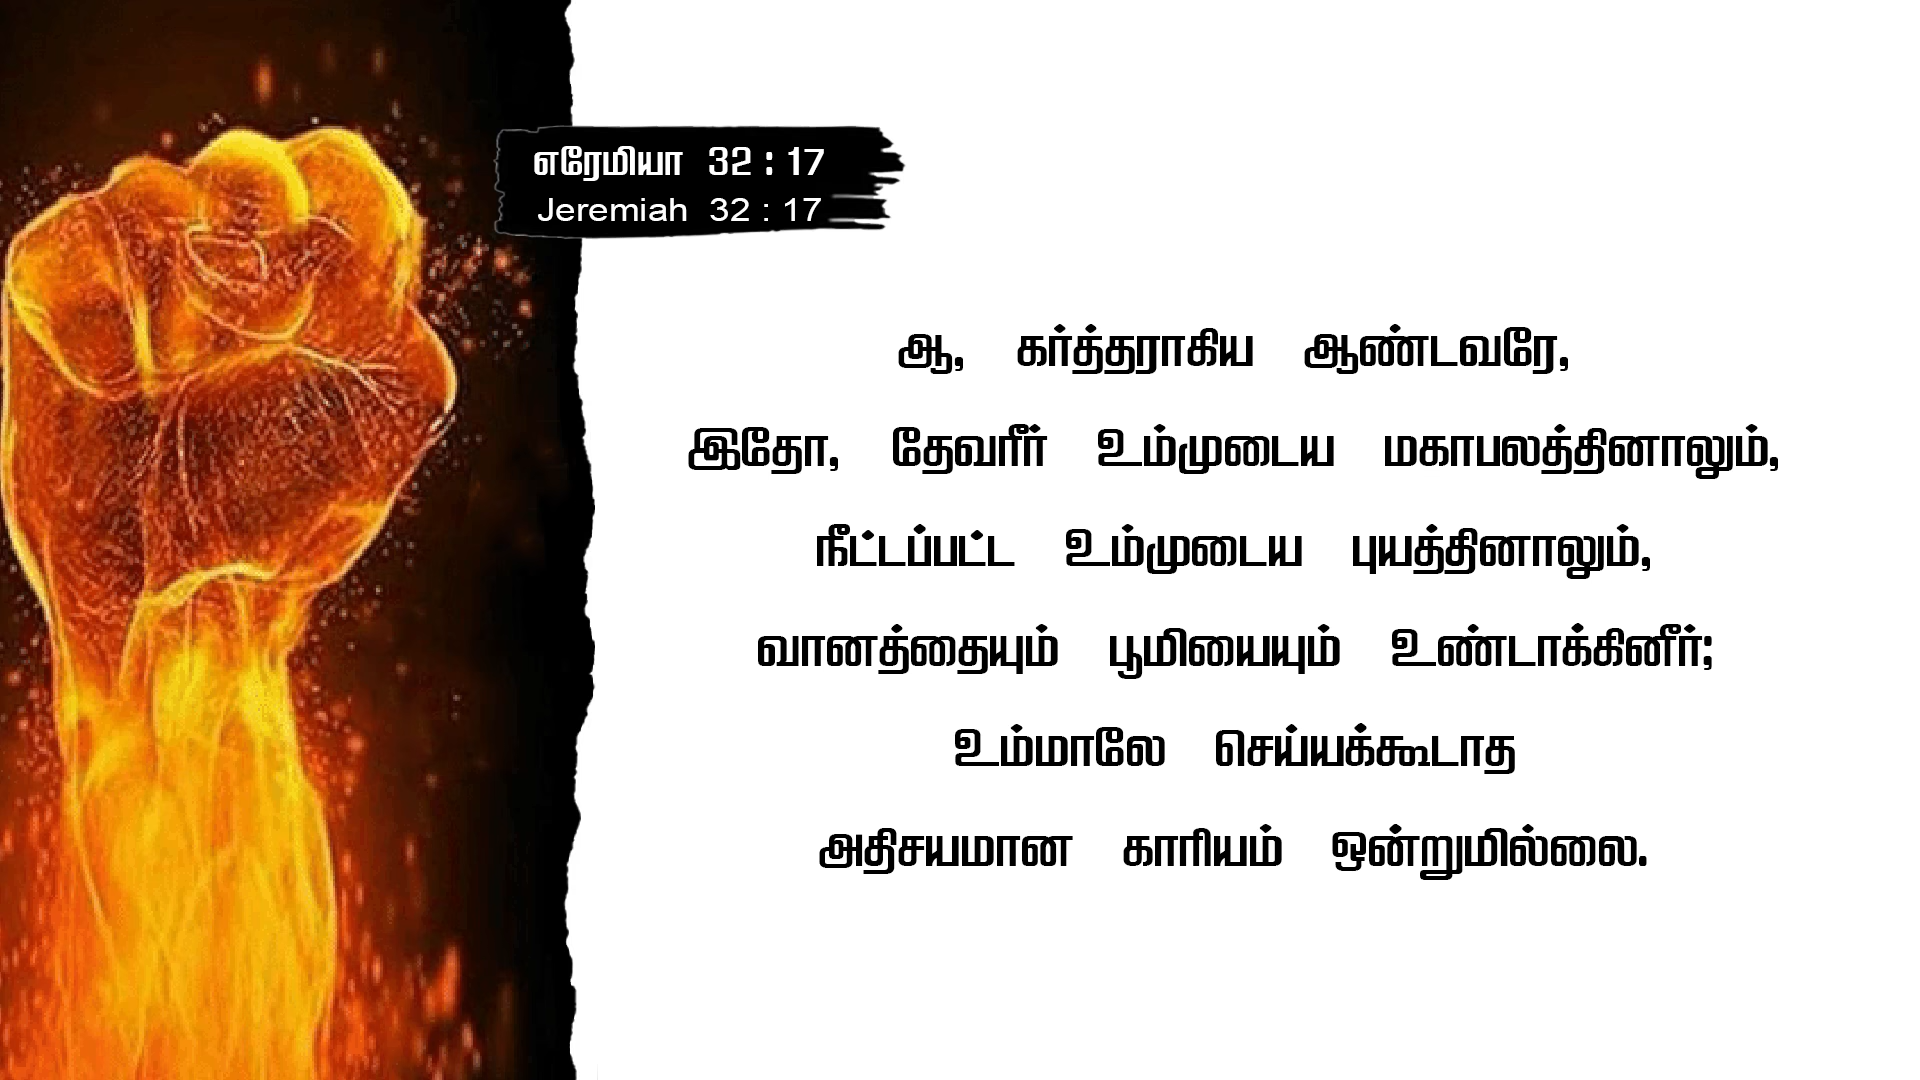 எரேமியா 32 : 17
Jeremiah 32 : 17
ஆ, கர்த்தராகிய ஆண்டவரே,
இதோ, தேவரீர் உம்முடைய மகாபலத்தினாலும்,
நீட்டப்பட்ட உம்முடைய புயத்தினாலும்,
வானத்தையும் பூமியையும் உண்டாக்கினீர்;
உம்மாலே செய்யக்கூடாத
அதிசயமான காரியம் ஒன்றுமில்லை.